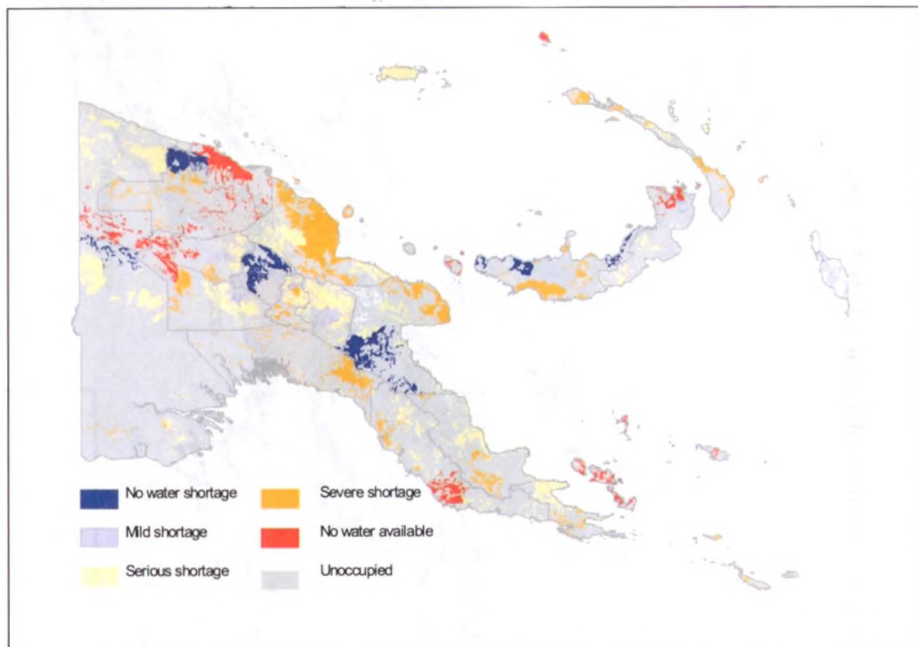 No water shortage
Severe shortage
Mild shortage
No water available
Serious shortage
Unoccupied